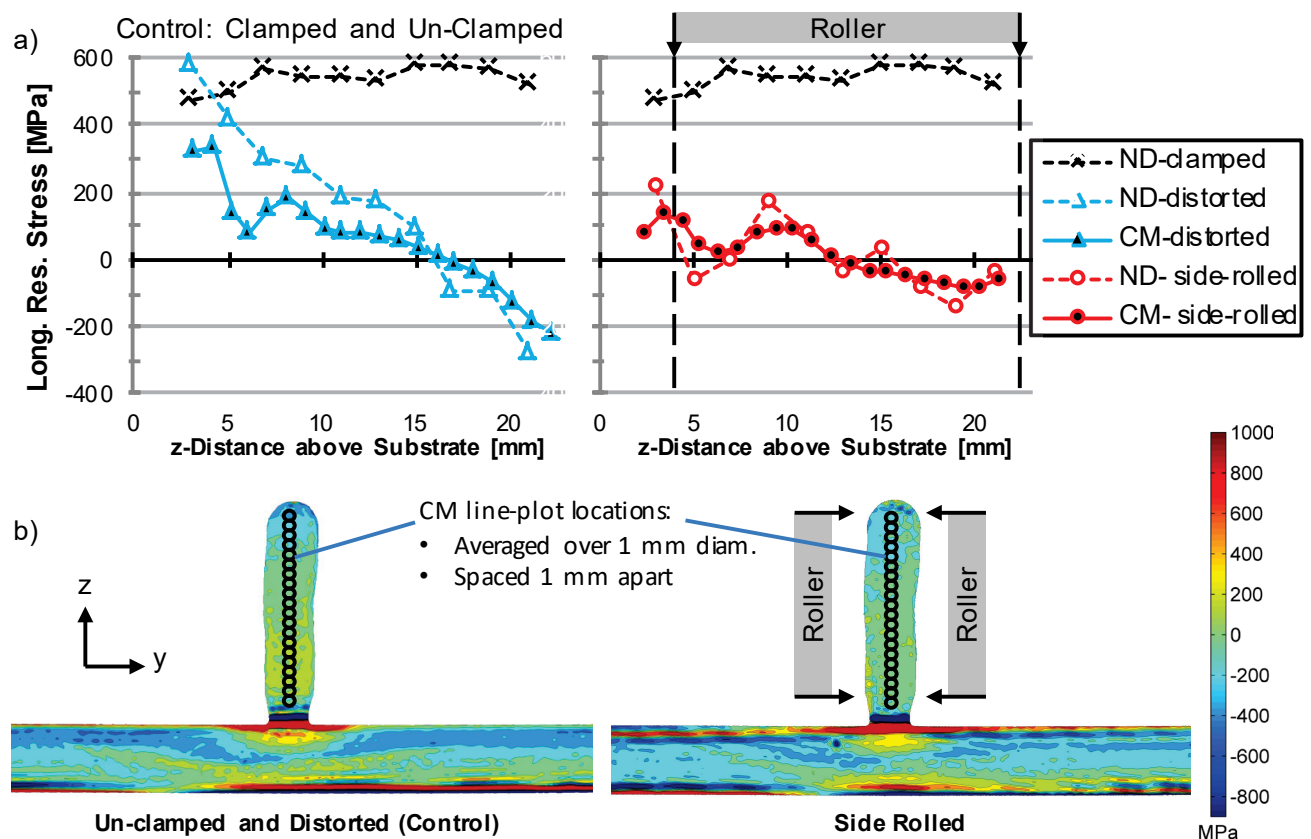 a)
Control: Clamped and Un-Clamped
Roller
Long. Res. Stress [MPa]
600
400
200
0
-200
-400
0 5 10 15 20
z-Distance above Substrate [mm]
0 5 10 15 20
z-Distance above Substrate [mm]
ND-clamped
ND-distorted
CM-distorted
ND- side-rolled
CM- side-rolled
b)
z
y
CM line-plot locations:
• Averaged over 1 mm diam.
• Spaced 1 mm apart
Roller
Roller
1000
800
600
400
200
0
-200
-400
-600
-800
MPa
Un-clamped and Distorted (Control)
Side Rolled